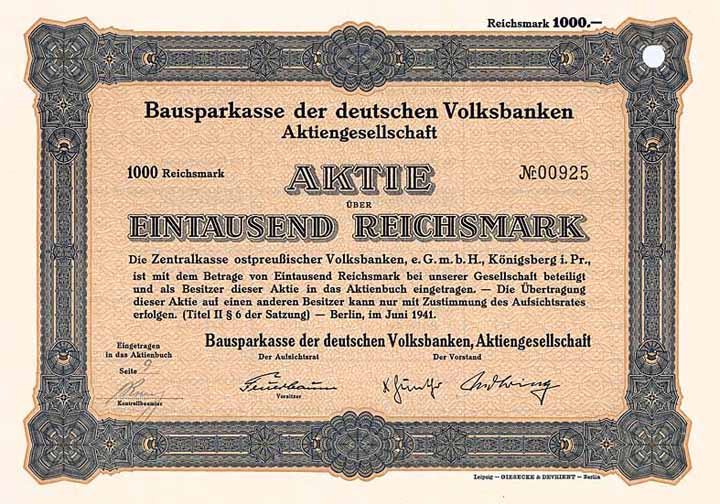 Reichsmark 1000.—
Bausparkasse der deutschen Volksbanken
Aktiengesellschaft
1000 Reichsmark
AKTIE
№ 00925
ÜBER
EINTAUSEND REICHSMARK
Die Zentralkasse ostpreußischer Volksbanken, e. G. m. b. H., Königsberg i. Pr.,
ist mit dem Betrage von Eintausend Reichsmark bei unserer Gesellschaft beteiligt
und als Besitzer dieser Aktie in das Aktienbuch eingetragen. — Die Übertragung
dieser Aktie auf einen anderen Besitzer kann nur mit Zustimmung des Aufsichtsrates
erfolgen. (Titel II § 6 der Satzung) — Berlin, im Juni 1941.
Eingetragen
in das Aktienbuch
Seite 9
Kontrollbeamter
Bausparkasse der deutschen Volksbanken, Aktiengesellschaft
Der Aufsichtsrat
Der Vorstand
Feuerbaum
Vorsitzer
Leipzig — GIESECKE & DEVRIENT — Berlin